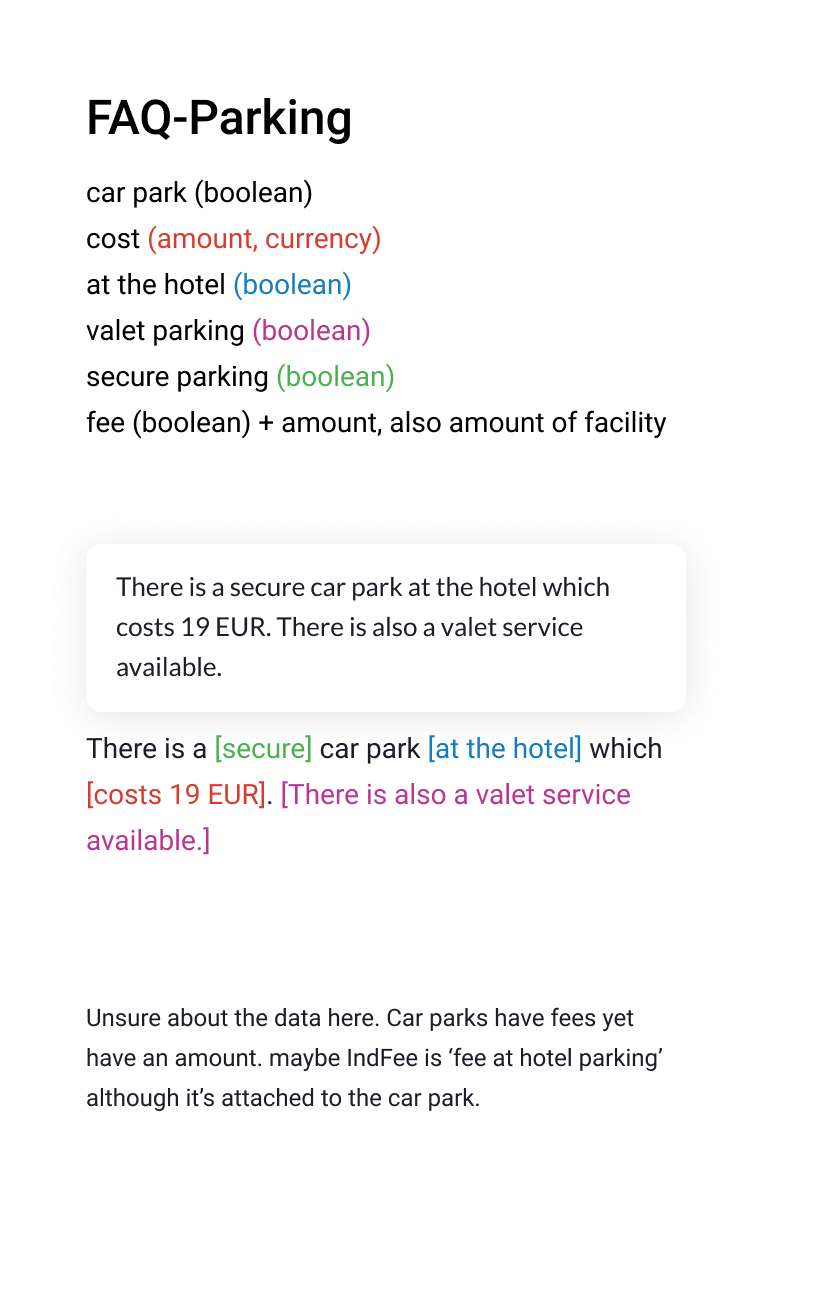 FAQ-Parking
car park (boolean)
cost (amount, currency)
at the hotel (boolean)
valet parking (boolean)
secure parking (boolean)
fee (boolean) + amount, also amount of facility
There is a secure car park at the hotel which
costs 19 EUR. There is also a valet service
available.
There is a [secure] car park [at the hotel] which
[costs 19 EUR]. [There is also a valet service
available.]
Unsure about the data here. Car parks have fees yet
have an amount. maybe IndFee is ‘fee at hotel parking’
although it’s attached to the car park.